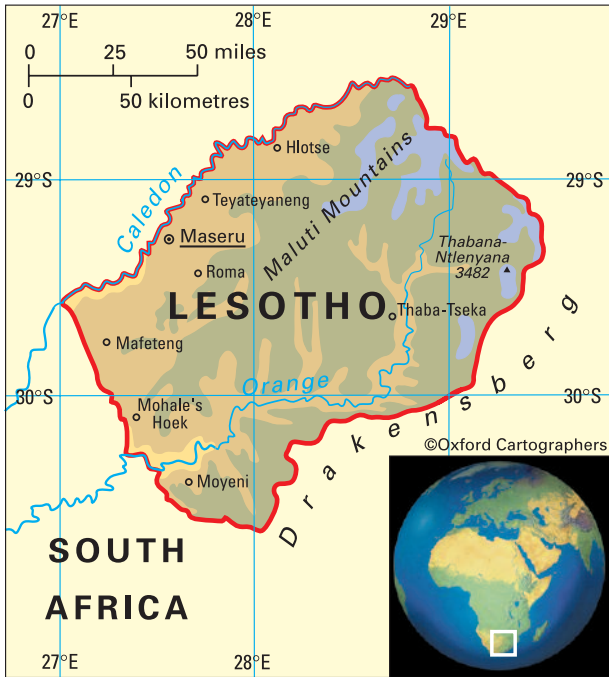 27°E 28°E 29°E
0 25 50 miles
0 50 kilometres
Hlotse
29°S 29°S
Caledon
Teyateyaneng
Maluti Mountains
Maseru
Thabana-
Ntlenyana
3482
Roma
LESOTHO
Thaba-Tseka
Mafeteng
Orange
30°S 30°S
Mohale's
Hoek
Drakensberg
©Oxford Cartographers
Moyeni
SOUTH
AFRICA
27°E 28°E